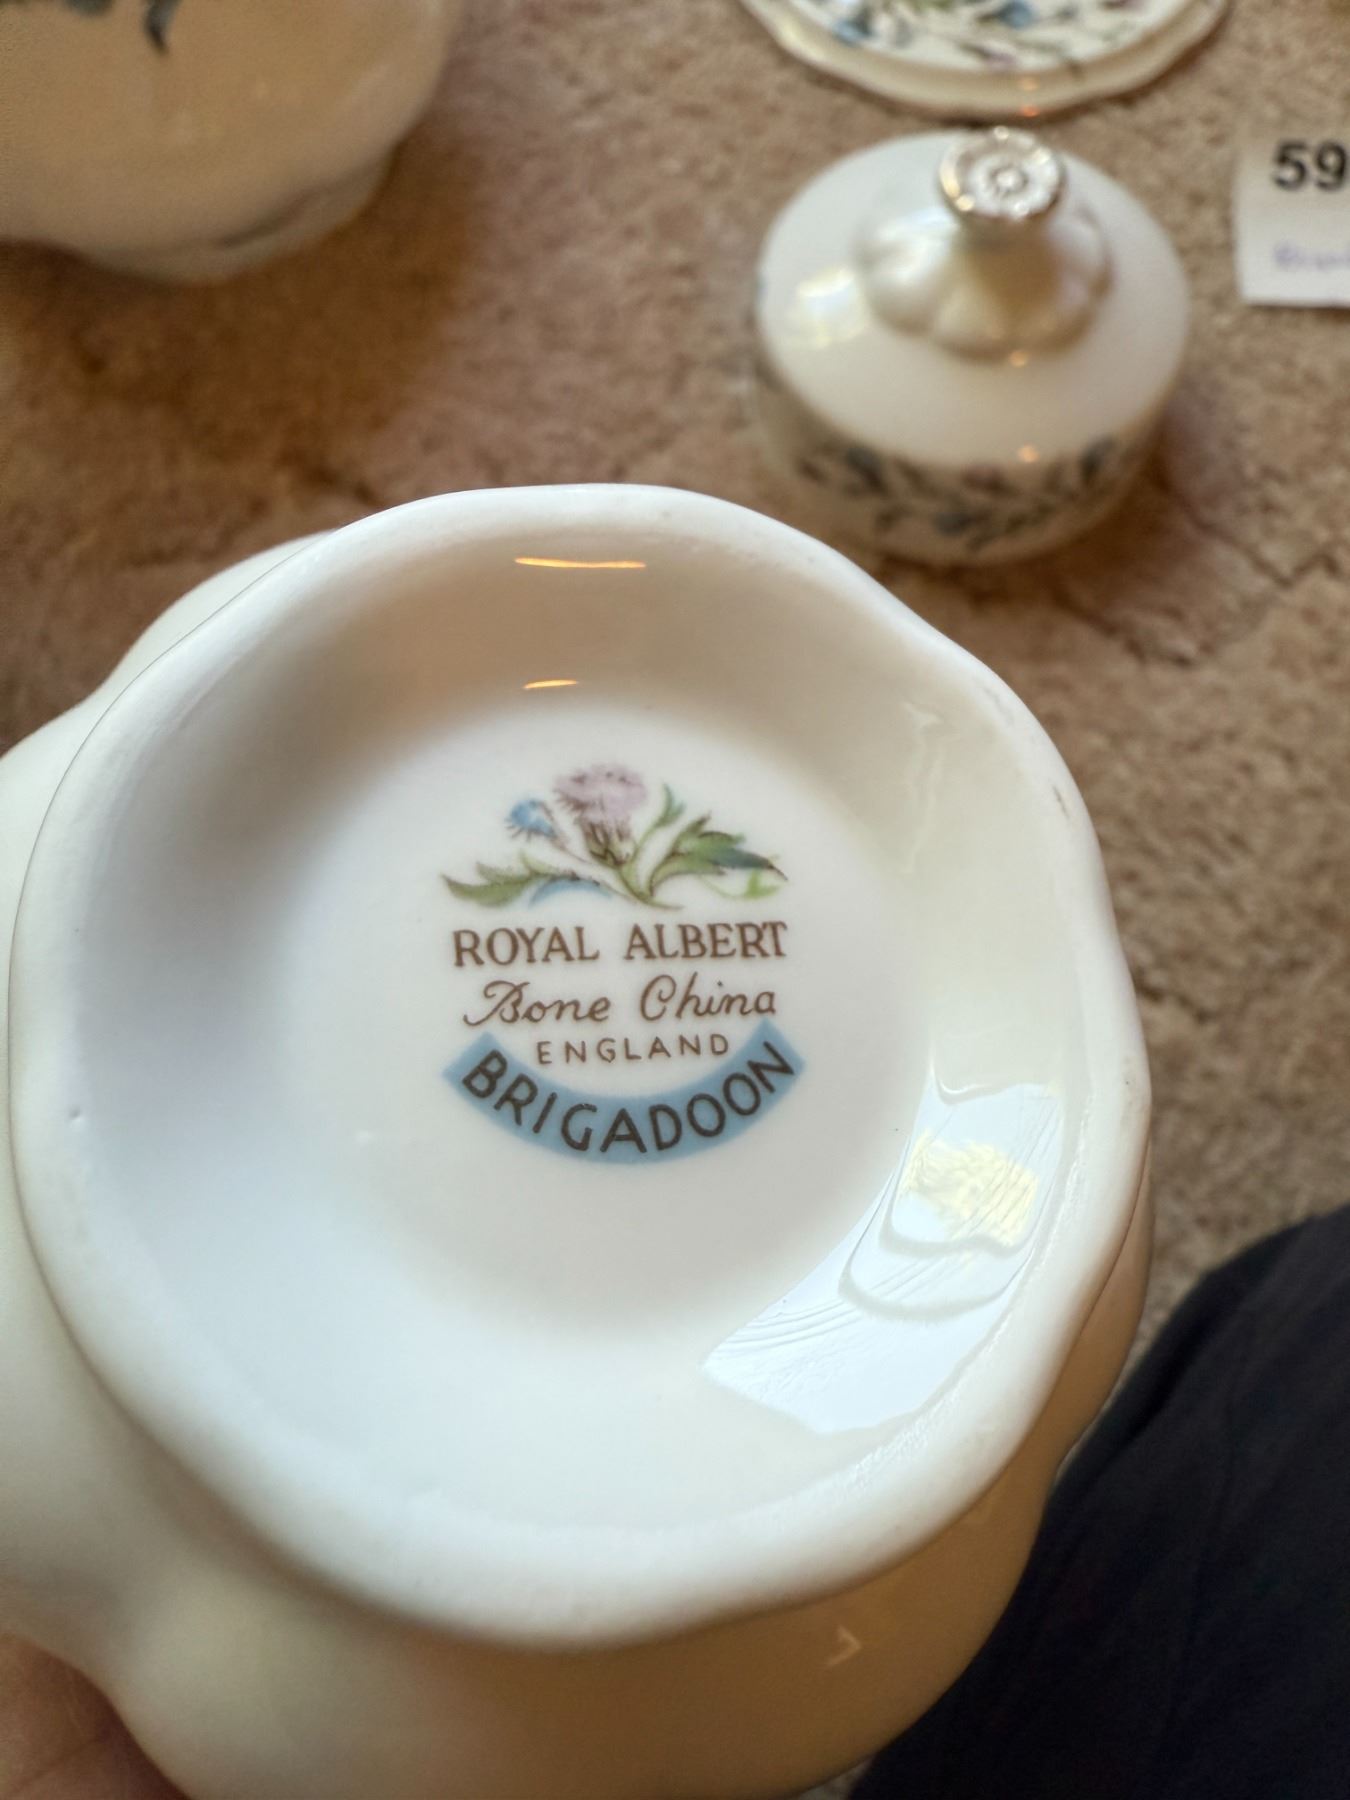 59
ROYAL ALBERT
Bone China
ENGLAND
BRIGADOON